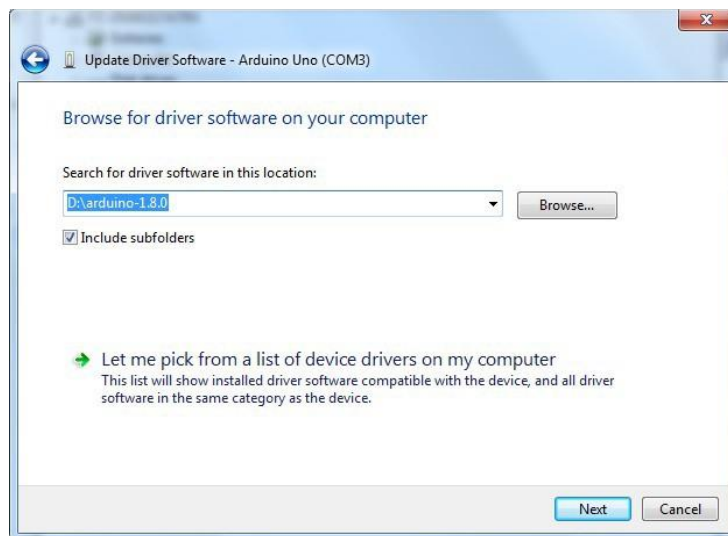 Update Driver Software - Arduino Uno (COM3)
Browse for driver software on your computer
Search for driver software in this location:
D:\arduino-1.8.0
Browse...
Include subfolders
Let me pick from a list of device drivers on my computer
This list will show installed driver software compatible with the device, and all driver
software in the same category as the device.
Next
Cancel